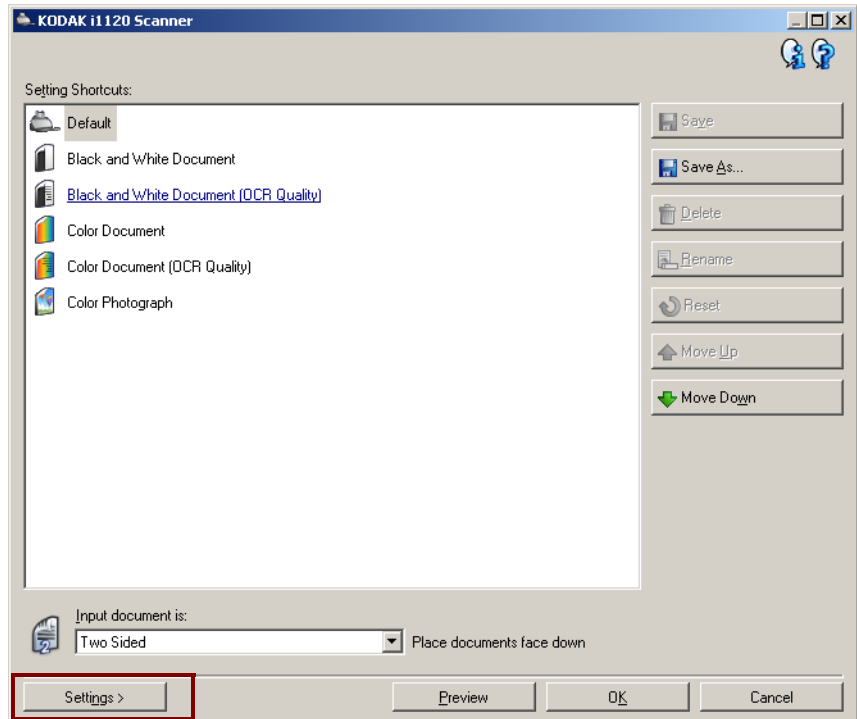 KODAK i1120 Scanner
Setting Shortcuts:
Default
Black and White Document
Black and White Document (OCR Quality)
Color Document
Color Document (OCR Quality)
Color Photograph
Save
Save As...
Delete
Rename
Reset
Move Up
Move Down
Input document is:
2
Two Sided
Place documents face down
Settings >
Preview
OK
Cancel